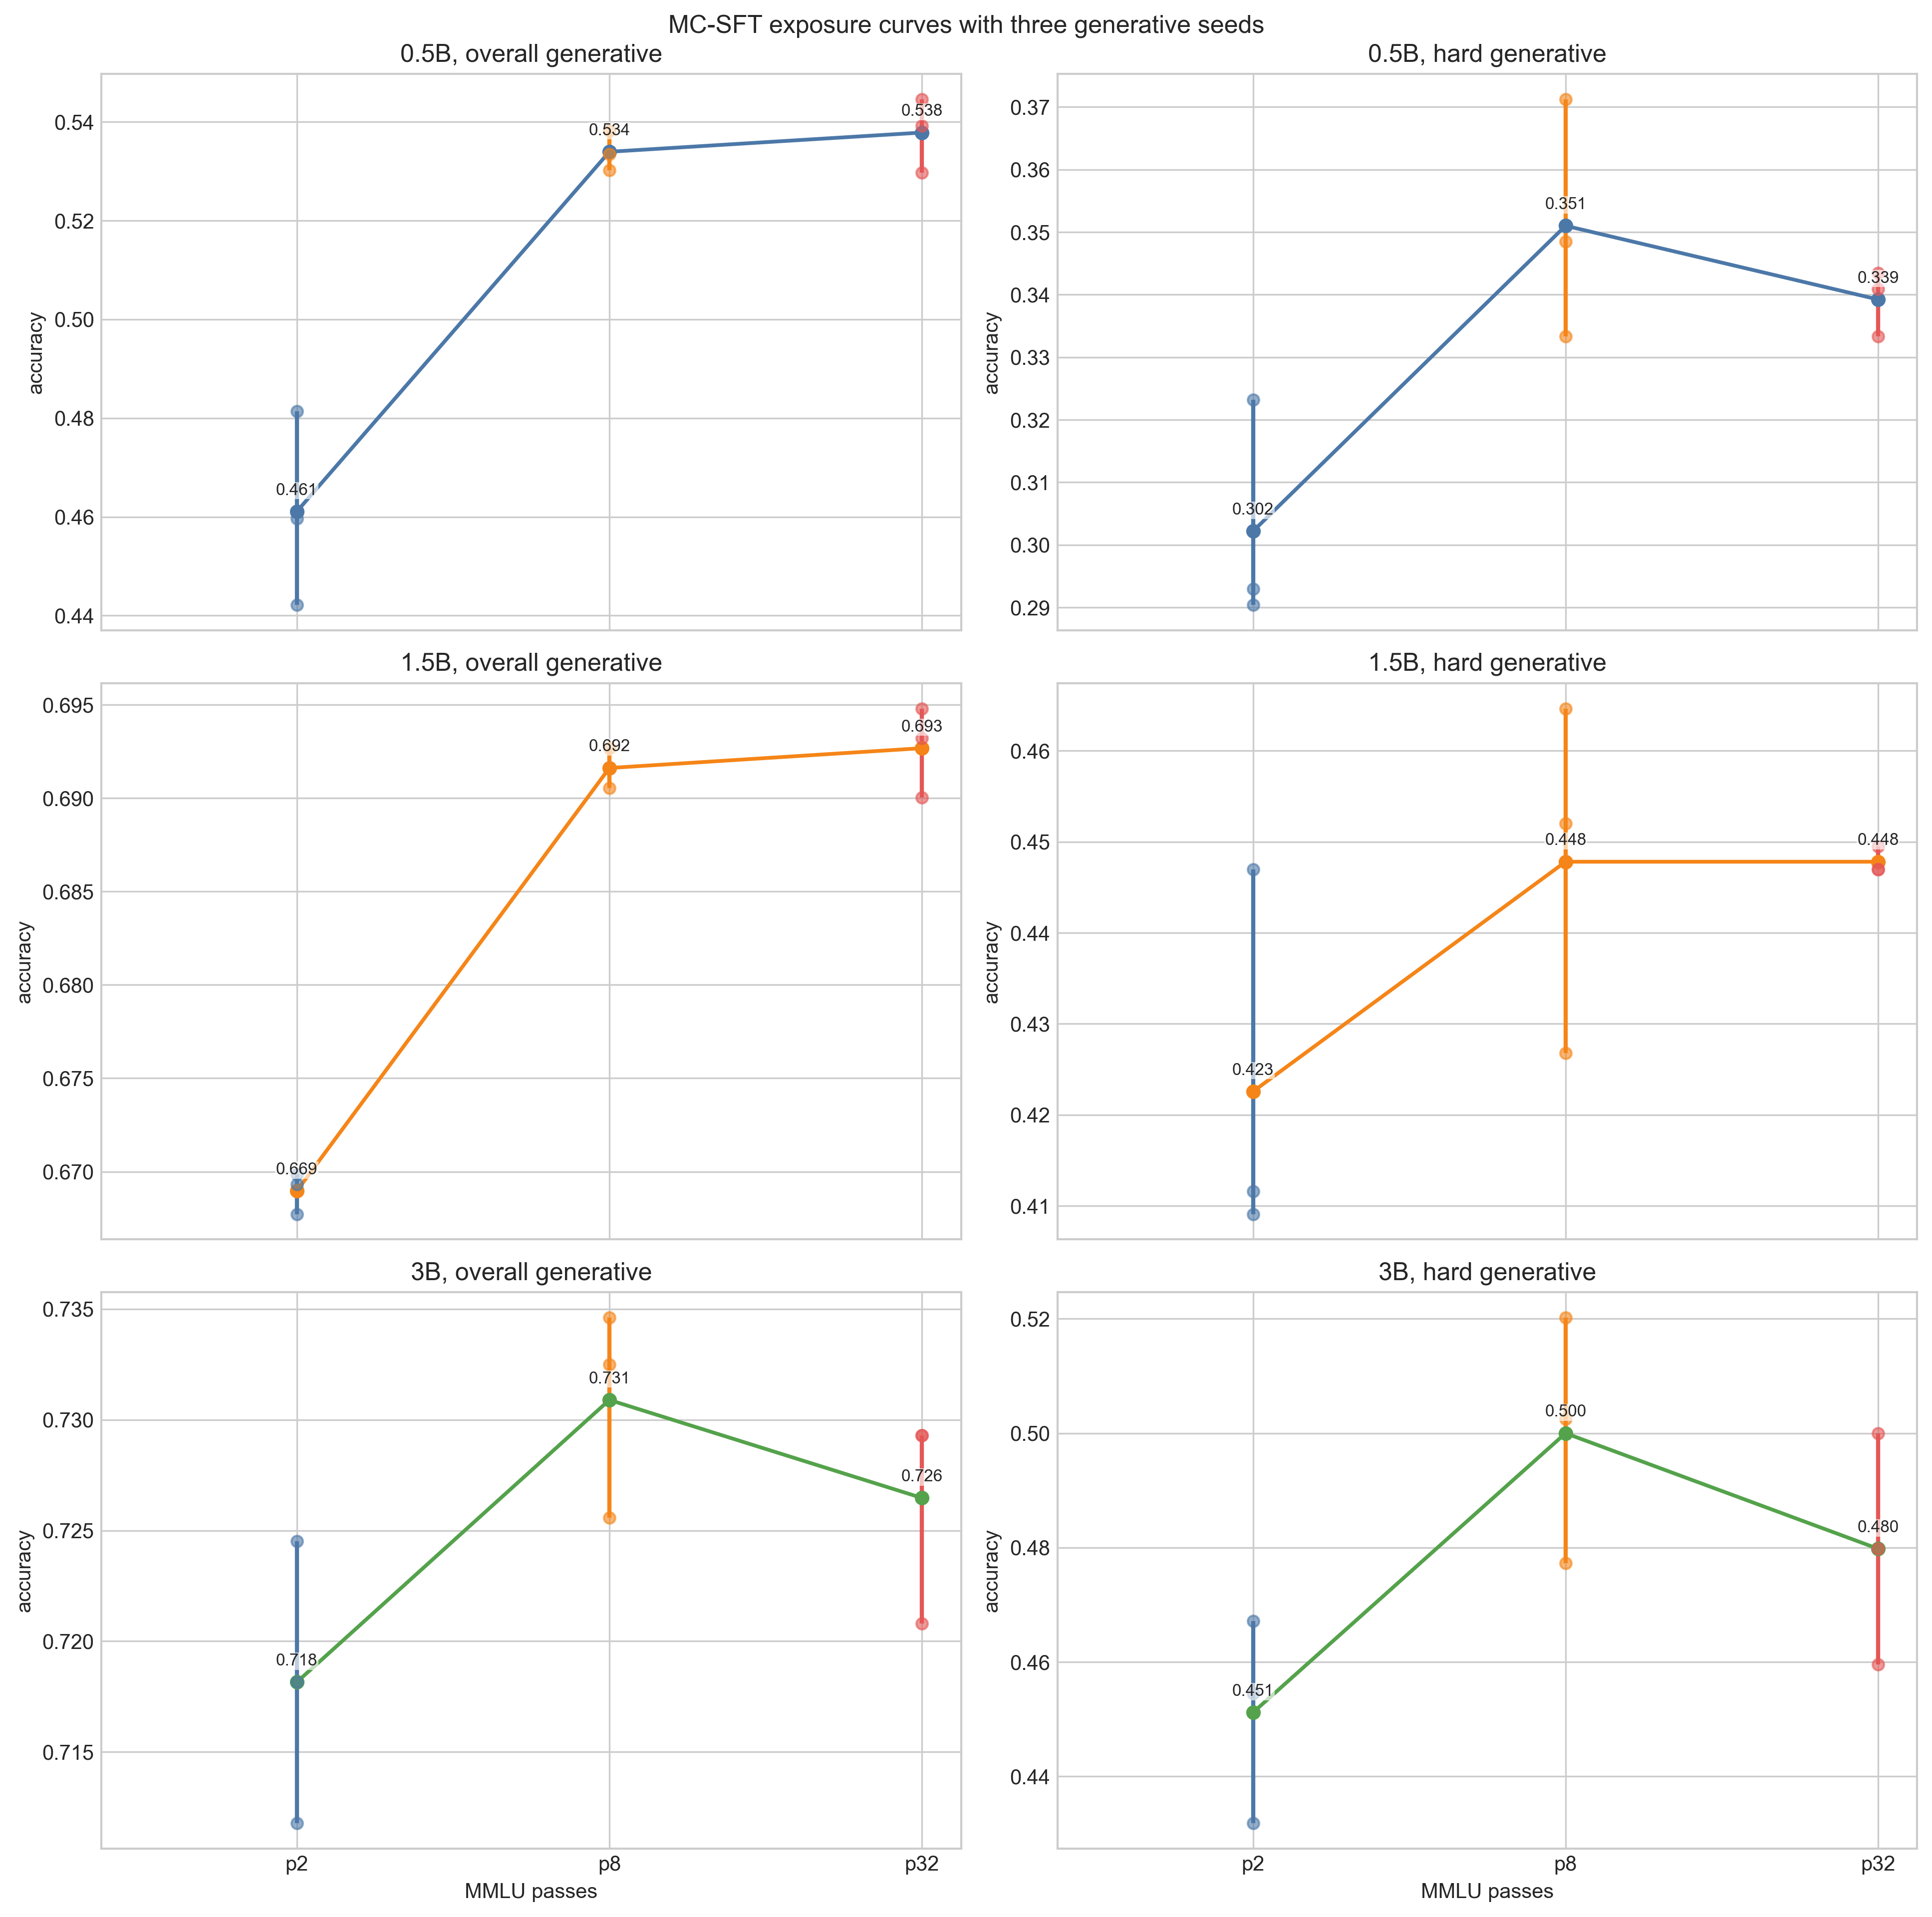 MC-SFT exposure curves with three generative seeds
0.5B, overall generative
accuracy
0.54
0.52
0.50
0.48
0.46
0.44
0.461
0.534
0.538
0.5B, hard generative
accuracy
0.37
0.36
0.35
0.34
0.33
0.32
0.31
0.30
0.29
0.302
0.351
0.339
1.5B, overall generative
accuracy
0.695
0.690
0.685
0.680
0.675
0.670
0.669
0.692
0.693
1.5B, hard generative
accuracy
0.46
0.45
0.44
0.43
0.42
0.41
0.423
0.448
0.448
3B, overall generative
accuracy
0.735
0.730
0.725
0.720
0.715
0.718
0.731
0.726
p2
p8
p32
MMLU passes
3B, hard generative
accuracy
0.52
0.50
0.48
0.46
0.44
0.451
0.500
0.480
p2
p8
p32
MMLU passes